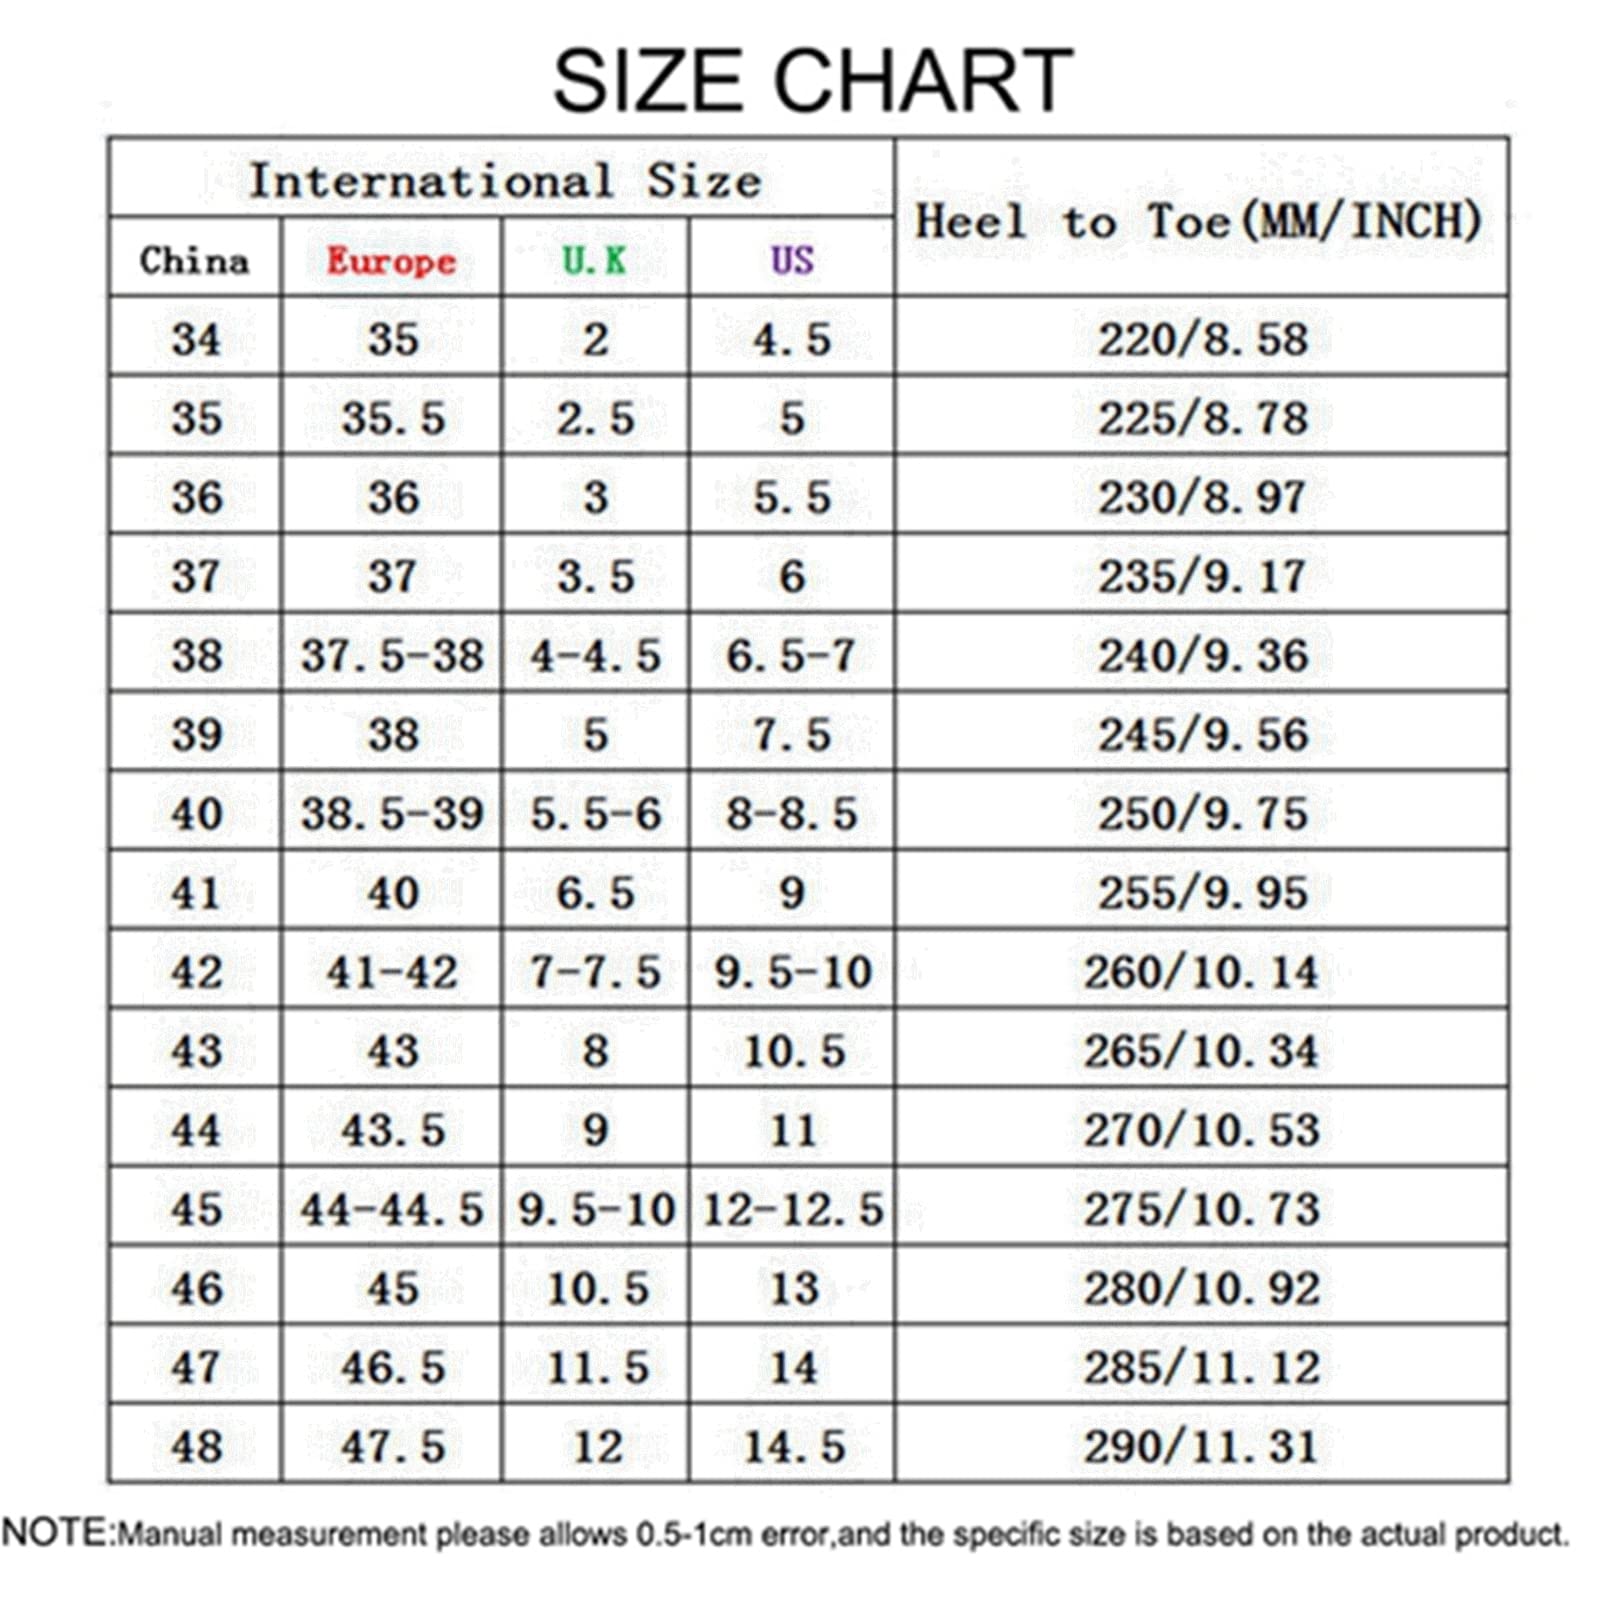 SIZE CHART
International Size Heel to Toe(MM/INCH)
China Europe U.K US
34 35 2 4.5 220/8.58
35 35.5 2.5 5 225/8.78
36 36 3 5.5 230/8.97
37 37 3.5 6 235/9.17
38 37.5-38 4-4.5 6.5-7 240/9.36
39 38 5 7.5 245/9.56
40 38.5-39 5.5-6 8-8.5 250/9.75
41 40 6.5 9 255/9.95
42 41-42 7-7.5 9.5-10 260/10.14
43 43 8 10.5 265/10.34
44 43.5 9 11 270/10.53
45 44-44.5 9.5-10 12-12.5 275/10.73
46 45 10.5 13 280/10.92
47 46.5 11.5 14 285/11.12
48 47.5 12 14.5 290/11.31
NOTE:Manual measurement please allows 0.5-1cm error,and the specific size is based on the actual product.